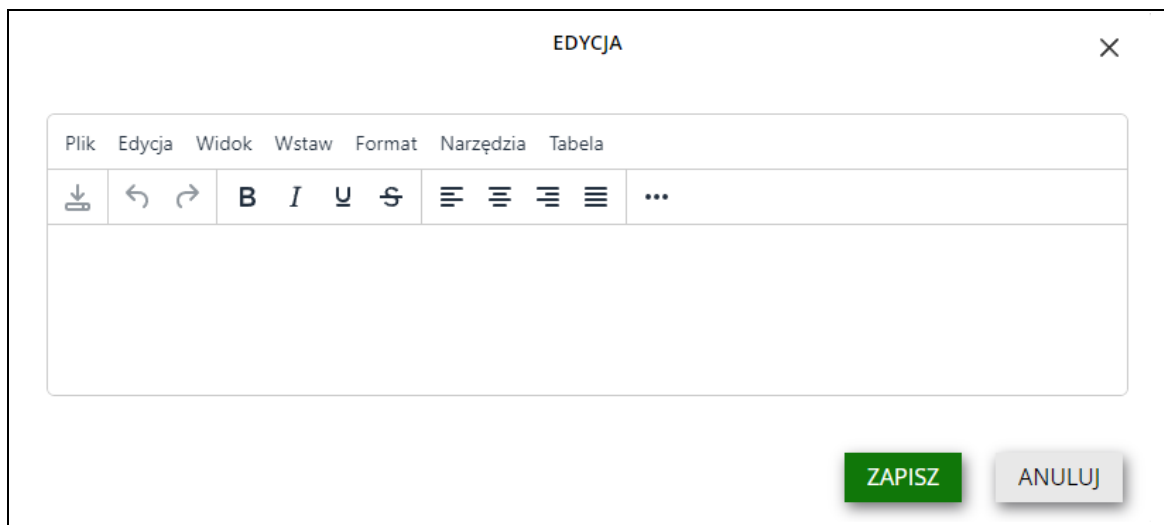 EDYCJA
Plik Edycja Widok Wstaw Format Narzędzia Tabela
B I U S
ZAPISZ ANULUJ